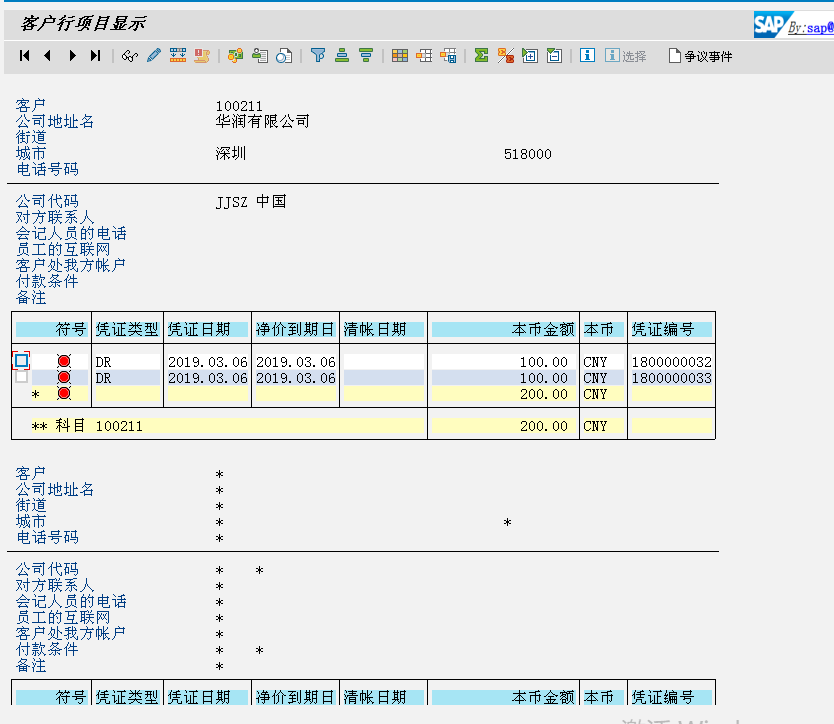 客户行项目显示
SAP By:sap@
选择 争议事件
客户 100211
公司地址名 华润有限公司
街道
城市 深圳 518000
电话号码
公司代码 JJSZ 中国
对方联系人
会记人员的电话
员工的互联网
客户处我方帐户
付款条件
备注
符号 凭证类型 凭证日期 净价到期日 清帐日期 本币金额 本币 凭证编号
DR 2019.03.06 2019.03.06 100.00 CNY 1800000032
DR 2019.03.06 2019.03.06 100.00 CNY 1800000033
* 200.00 CNY
** 科目 100211 200.00 CNY
客户 *
公司地址名 *
街道 *
城市 * *
电话号码 *
公司代码 * *
对方联系人 *
会记人员的电话 *
员工的互联网 *
客户处我方帐户 *
付款条件 * *
备注 *
符号 凭证类型 凭证日期 净价到期日 清帐日期 本币金额 本币 凭证编号